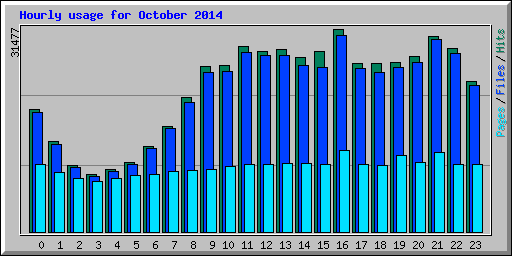 Hourly usage for October 2014
31477
Pages/Files/Hits
0 1 2 3 4 5 6 7 8 9 10 11 12 13 14 15 16 17 18 19 20 21 22 23